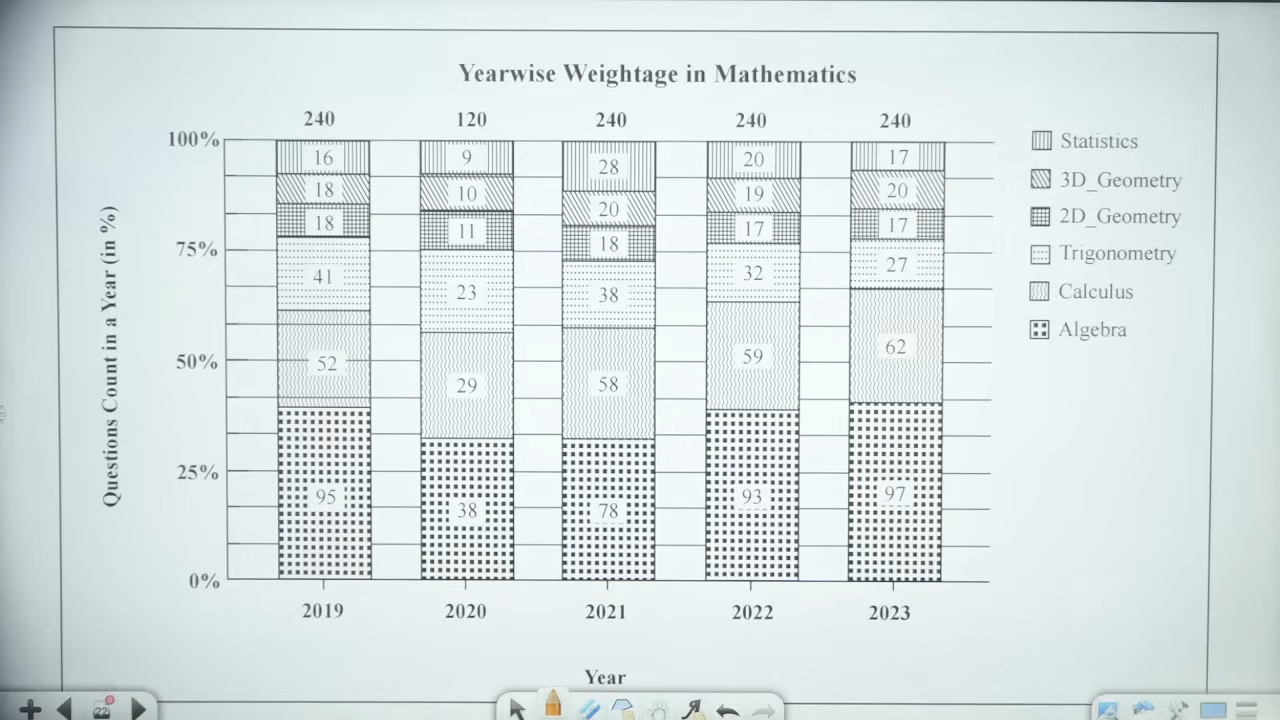 Yearwise Weightage in Mathematics
240 120 240 240 240
100%
75%
50%
25%
0%
Questions Count in a Year (in %)
16 9 28 20 17
18 10 20 19 20
18 11 18 17 17
41 23 38 32 27
52 29 58 59 62
95 38 78 93 97
2019 2020 2021 2022 2023
Year
Statistics
3D_Geometry
2D_Geometry
Trigonometry
Calculus
Algebra
22